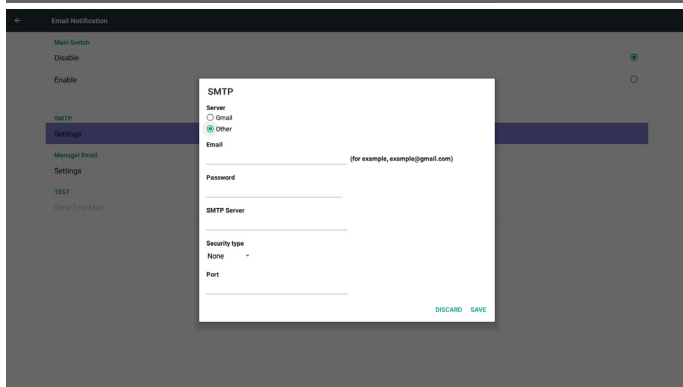 Email Notification
Main Switch
Disable
Enable
SMTP
Settings
Manager Email
Settings
TEST
Send Test Mail
SMTP
Server
Gmail
Other
Email
(for example, example@gmail.com)
Password
SMTP Server
Security type
None
Port
DISCARD SAVE